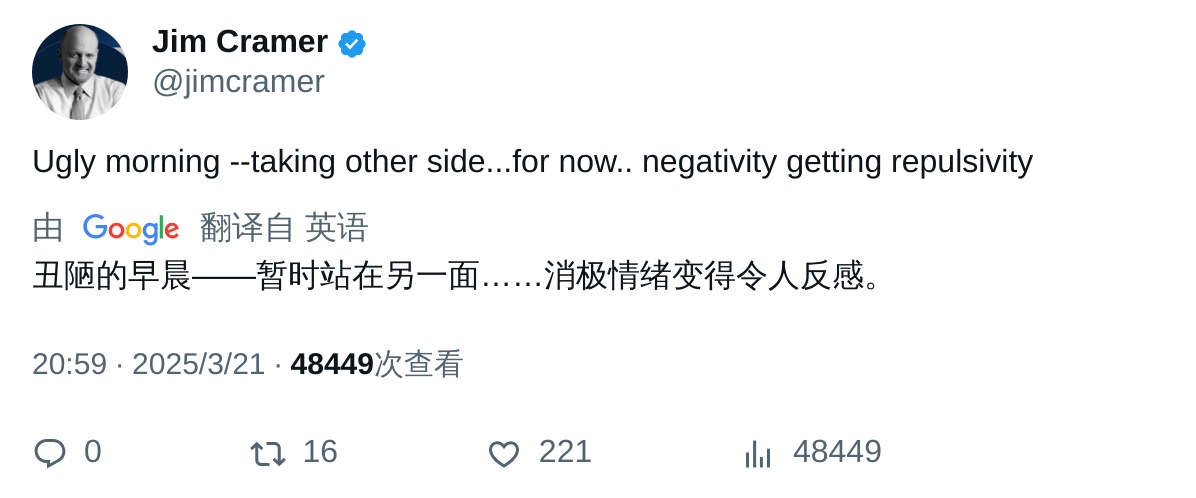 Jim Cramer
@jimcramer
Ugly morning --taking other side...for now.. negativity getting repulsivity
由 Google 翻译自 英语
丑陋的早晨——暂时站在另一面……消极情绪变得令人反感。
20:59 · 2025/3/21 · 48449次查看
0 16 221 48449